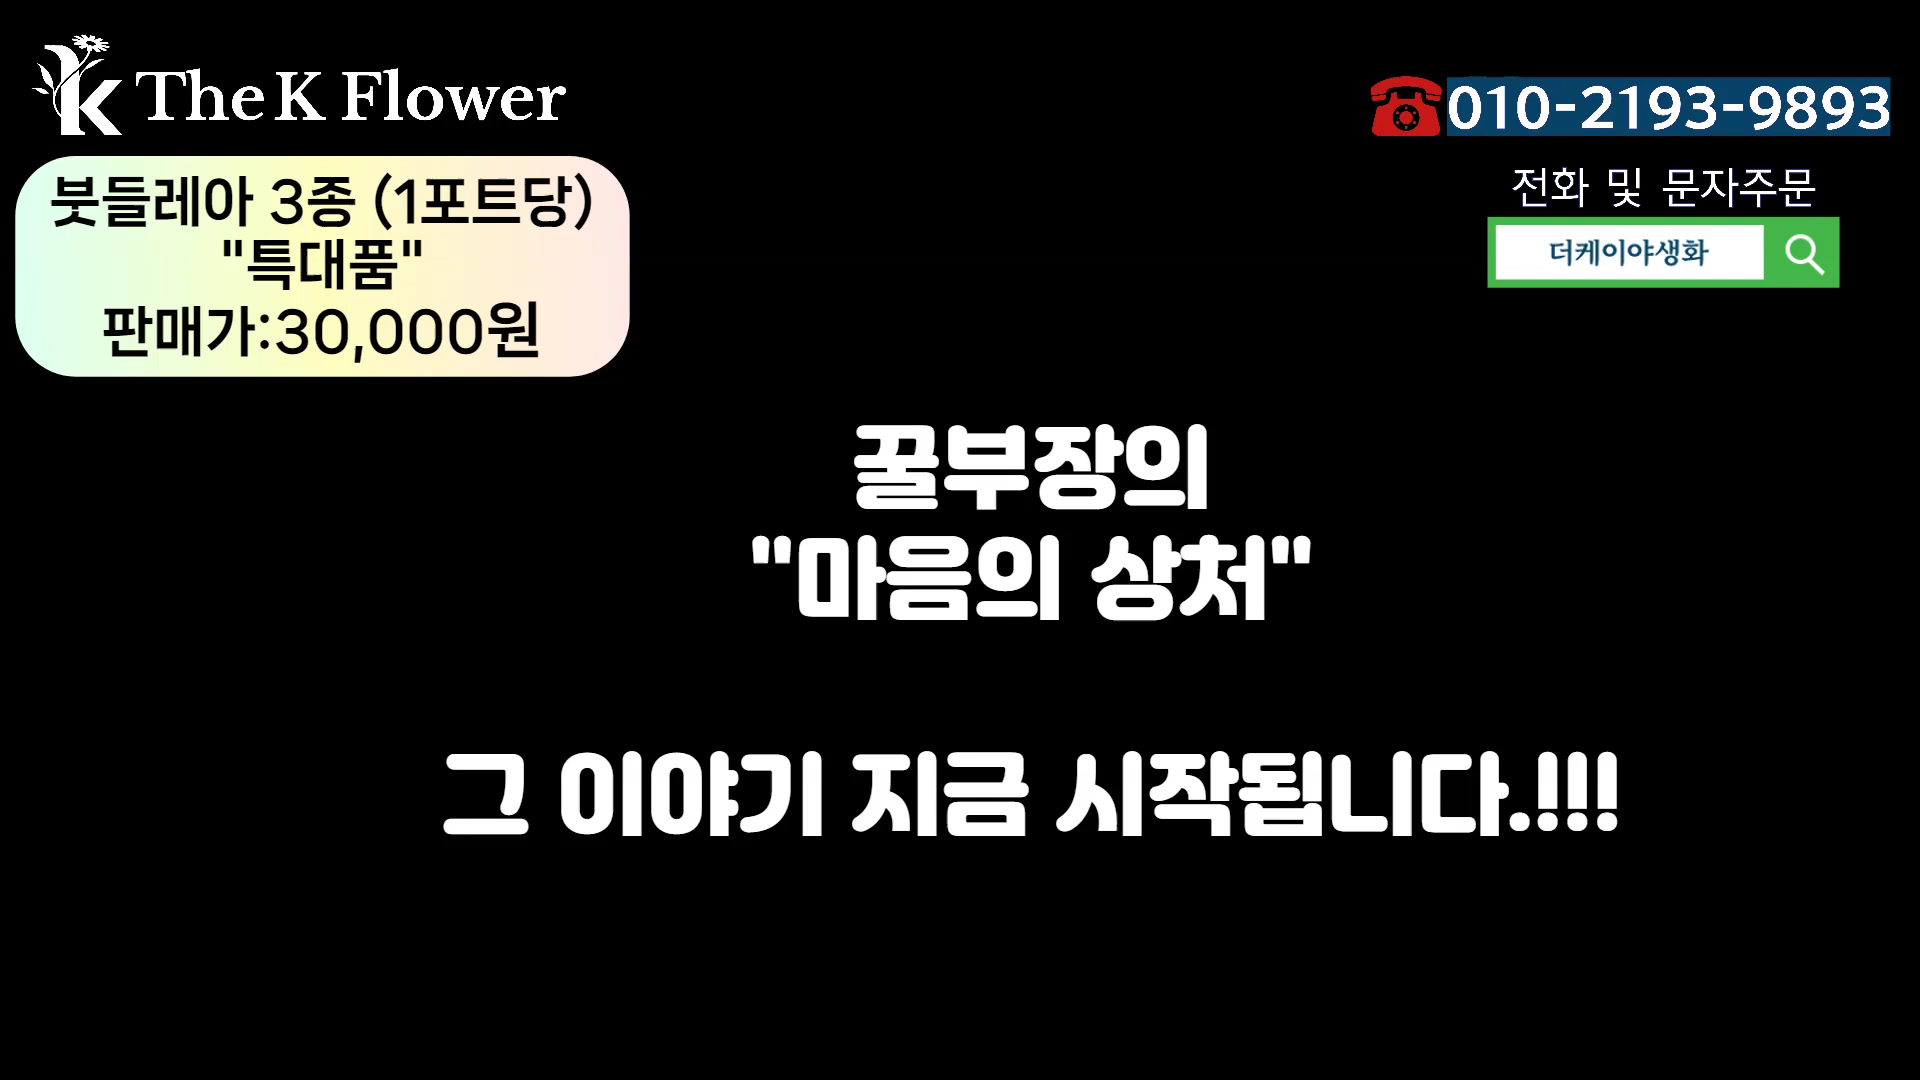 The K Flower
010-2193-9893
전화 및 문자주문
더케이야생화
붓들레아 3종 (1포트당)
"특대품"
판매가:30,000원
꿀부장의
"마음의 상처"
그 이야기 지금 시작됩니다.!!!